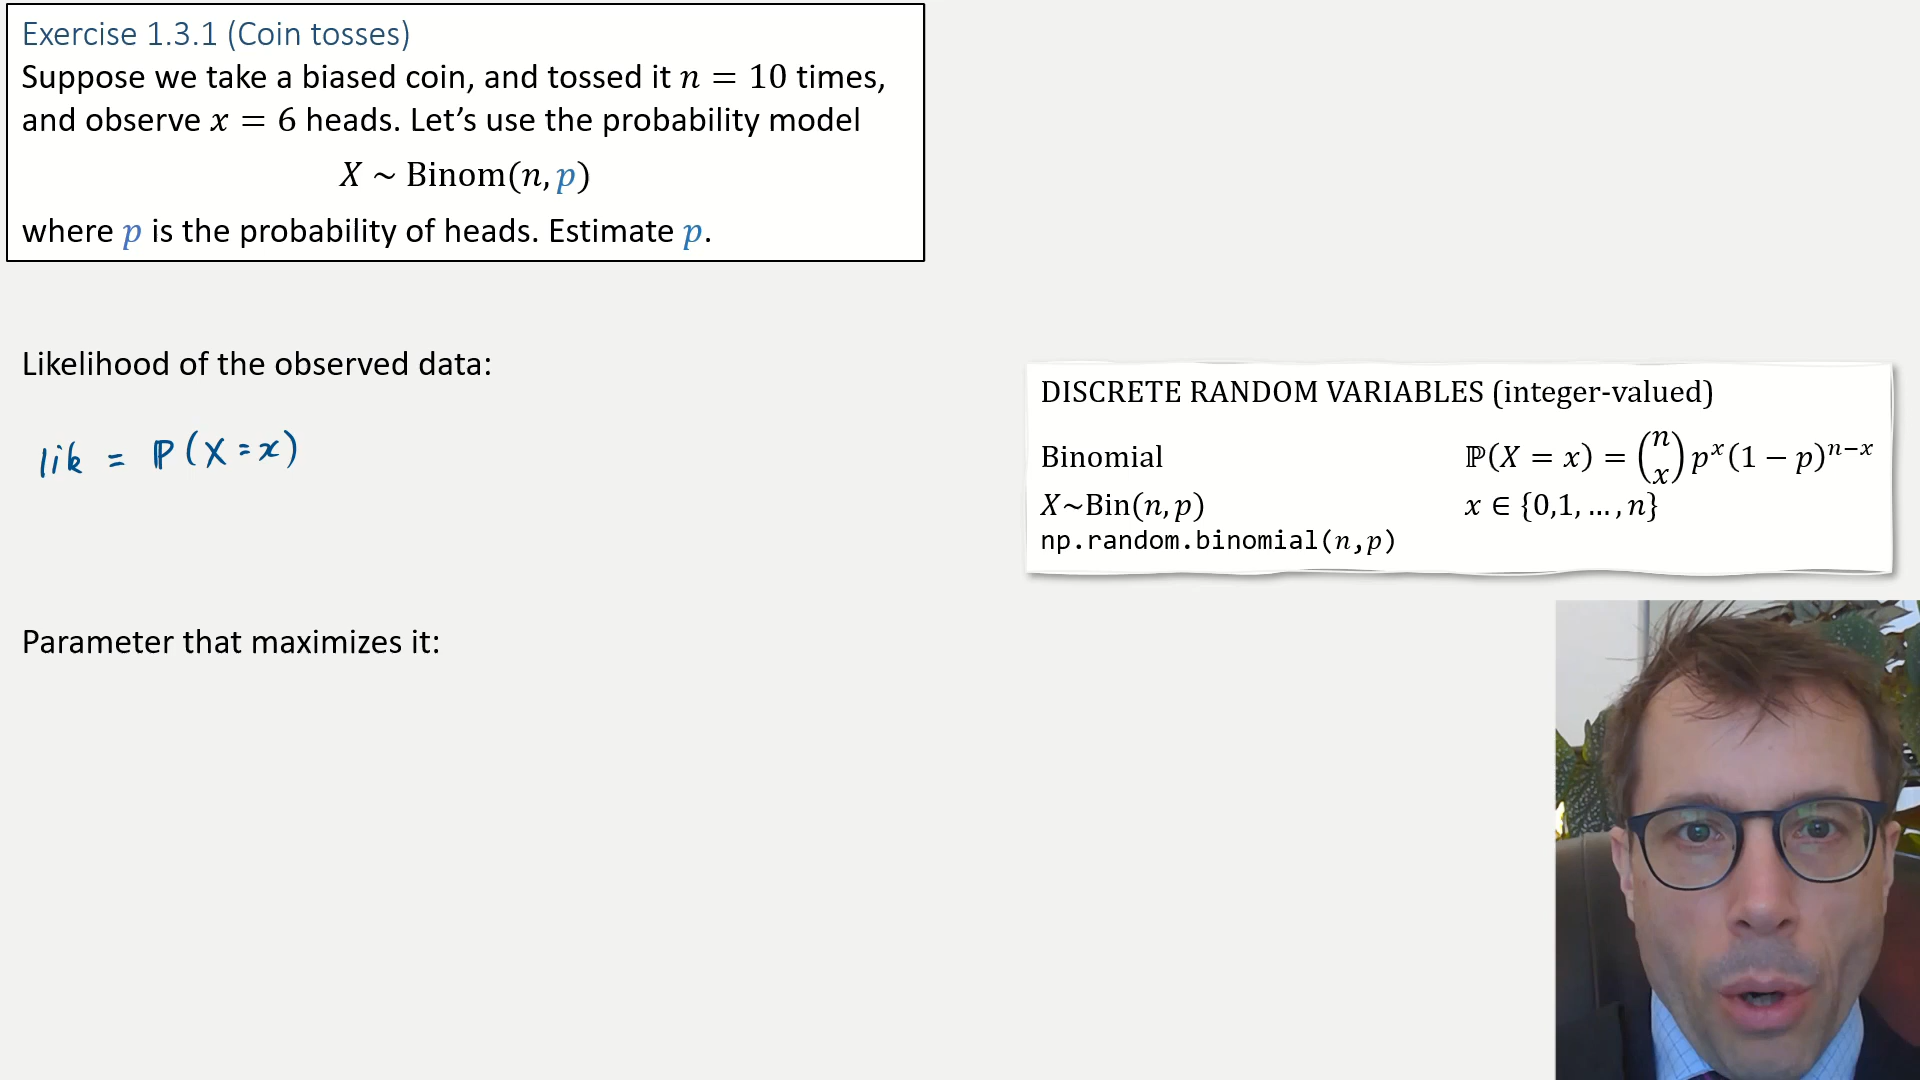 Exercise 1.3.1 (Coin tosses)
Suppose we take a biased coin, and tossed it n = 10 times,
and observe x = 6 heads. Let’s use the probability model
X ~ Binom(n, p)
where p is the probability of heads. Estimate p.
Likelihood of the observed data:
lik = ℙ(X=x)
Parameter that maximizes it:
DISCRETE RANDOM VARIABLES (integer-valued)
Binomial ℙ(X = x) = (n x) pˣ(1 − p)ⁿ⁻ˣ
X~Bin(n, p) x ∈ {0,1, …, n}
np.random.binomial(n,p)